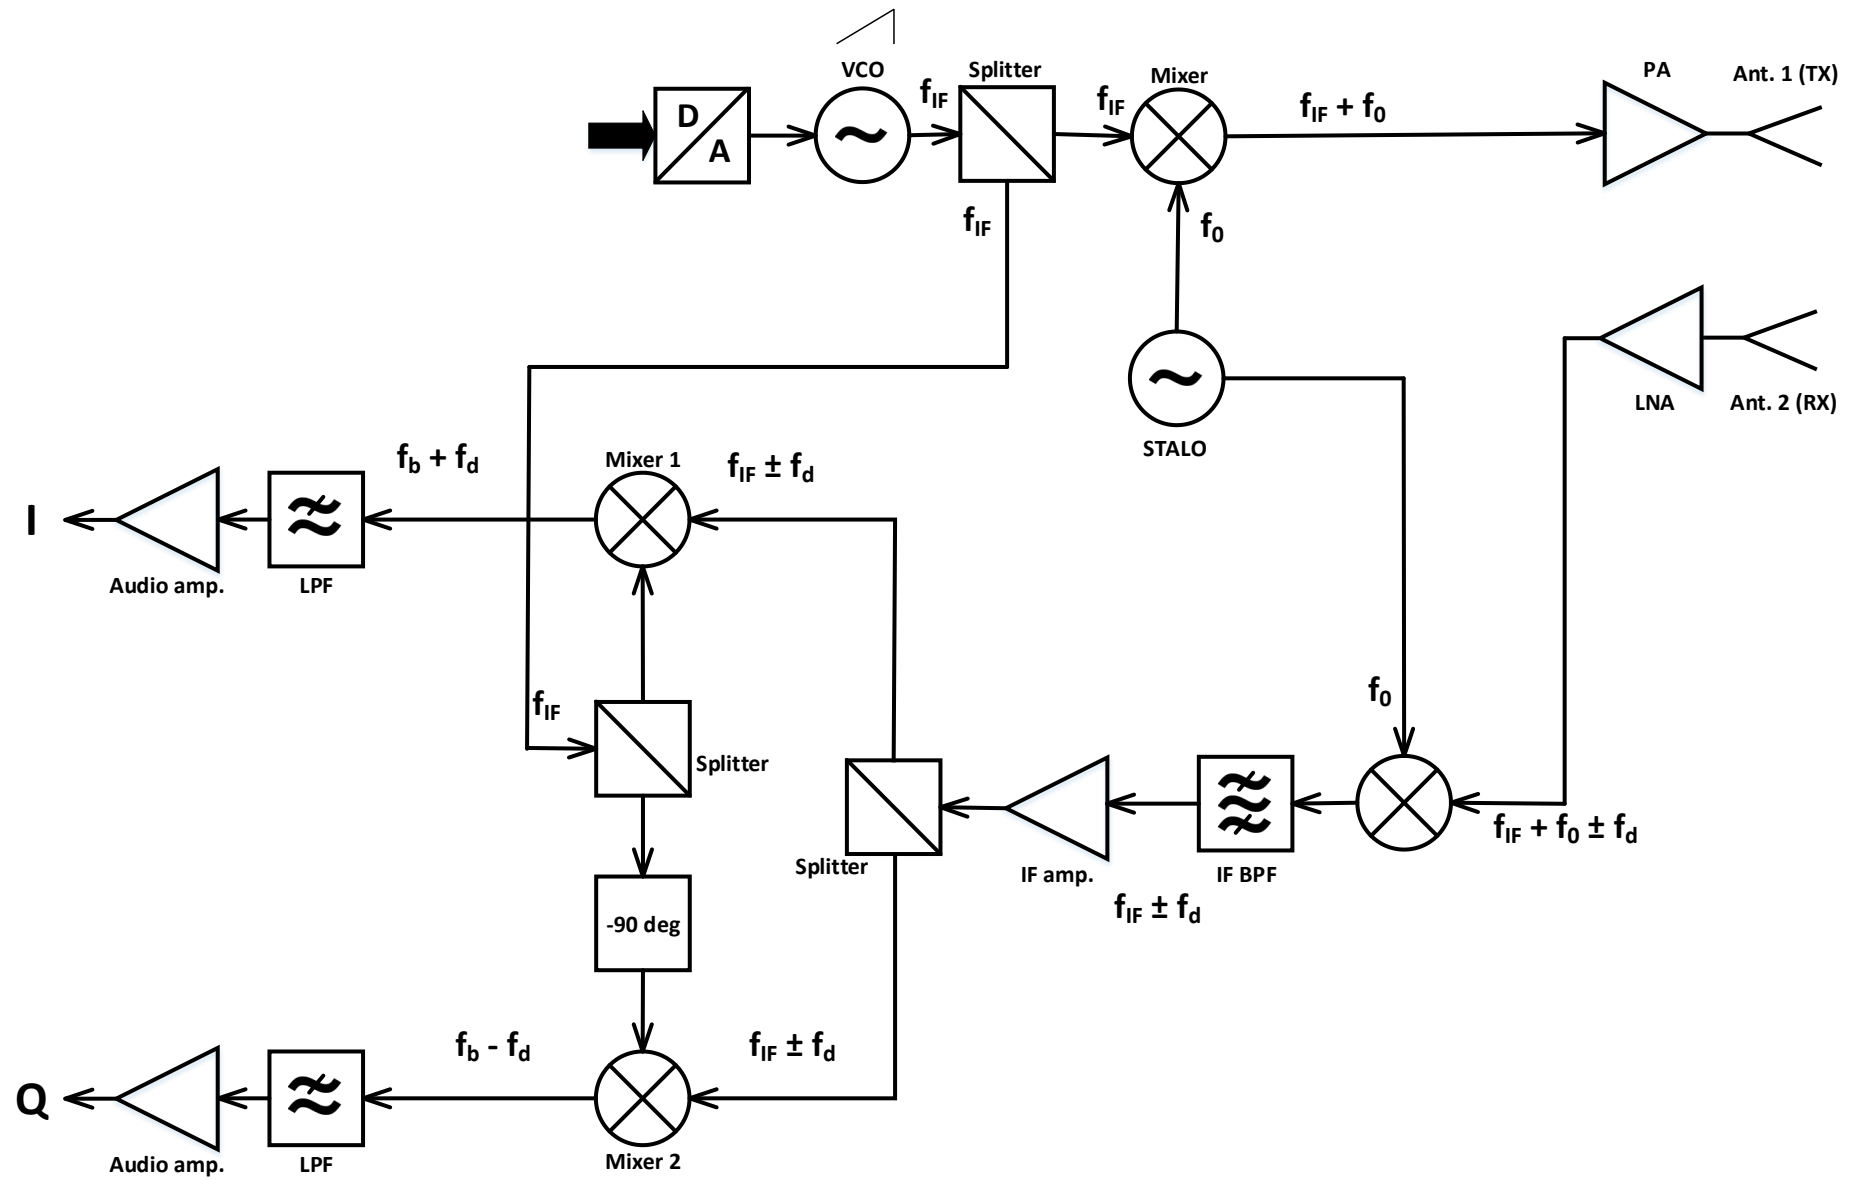 VCO
Splitter
Mixer
PA
Ant. 1 (TX)
D
A
fIF
fIF
fIF + f0
fIF
f0
STALO
LNA
Ant. 2 (RX)
I
Audio amp.
LPF
fb + fd
Mixer 1
fIF ± fd
fIF
Splitter
f0
fIF + f0 ± fd
Splitter
IF amp.
IF BPF
fIF ± fd
-90 deg
Q
Audio amp.
LPF
fb - fd
Mixer 2
fIF ± fd